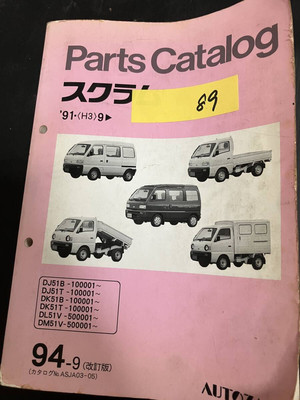 Parts Catalog
スクラ
89
'91・〈H3〉9▶
DJ51B -100001~
DJ51T -100001~
DK51B -100001~
DK51T -100001~
DL51V -500001~
DM51V -500001~
94-9(改訂版)
(カタログNo.ASJA03-05)